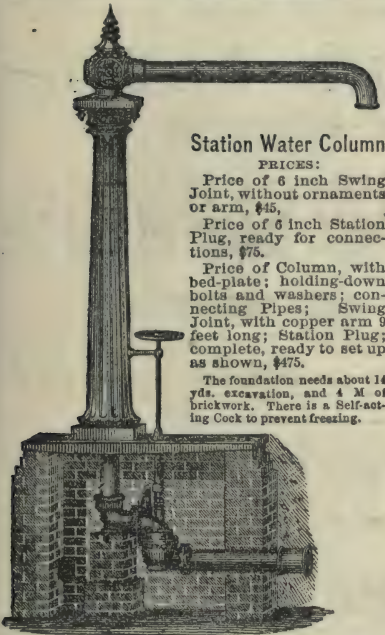 Station Water Column
PRICES:
Price of 6 inch Swing
Joint, without ornaments
or arm, $45,
Price of 6 inch Station
Plug, ready for connec-
tions, $75.
Price of Column, with
bed-plate; holding-down
bolts and washers; con-
necting Pipes; Swing
Joint, with copper arm 9
feet long; Station Plug;
complete, ready to set up
as shown, $475.
The foundation needs about 14
yds. excavation, and 4 M of
brickwork. There is a Self-act-
ing Cock to prevent freezing.